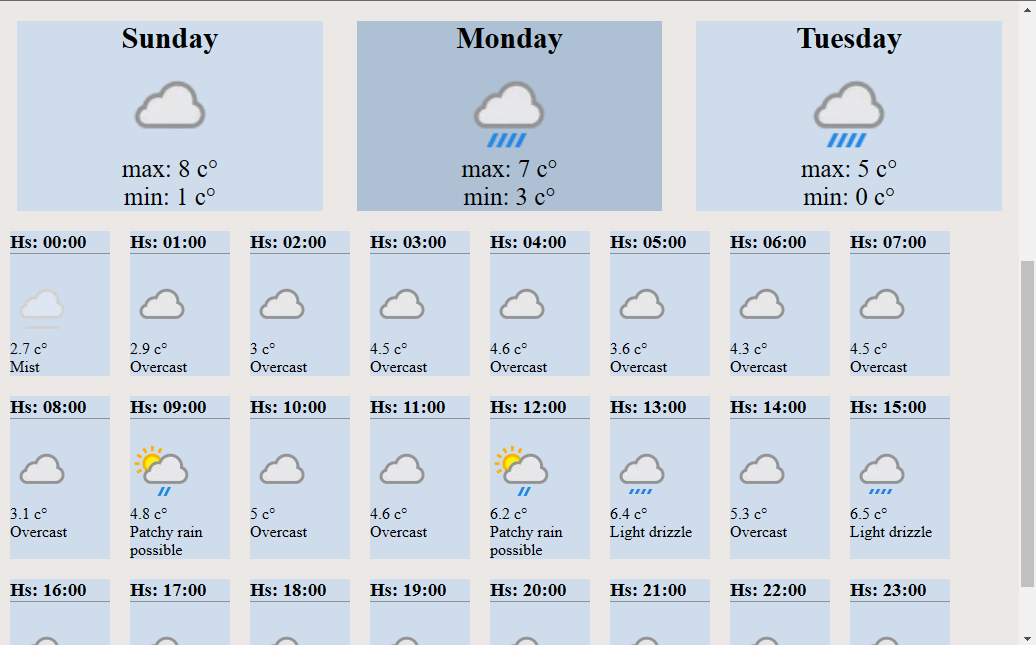 Sunday Monday Tuesday
max: 8 c° max: 7 c° max: 5 c°
min: 1 c° min: 3 c° min: 0 c°
Hs: 00:00 Hs: 01:00 Hs: 02:00 Hs: 03:00 Hs: 04:00 Hs: 05:00 Hs: 06:00 Hs: 07:00
2.7 c° 2.9 c° 3 c° 4.5 c° 4.6 c° 3.6 c° 4.3 c° 4.5 c°
Mist Overcast Overcast Overcast Overcast Overcast Overcast Overcast
Hs: 08:00 Hs: 09:00 Hs: 10:00 Hs: 11:00 Hs: 12:00 Hs: 13:00 Hs: 14:00 Hs: 15:00
3.1 c° 4.8 c° 5 c° 4.6 c° 6.2 c° 6.4 c° 5.3 c° 6.5 c°
Overcast Patchy rain Overcast Overcast Patchy rain Light drizzle Overcast Light drizzle
possible possible
Hs: 16:00 Hs: 17:00 Hs: 18:00 Hs: 19:00 Hs: 20:00 Hs: 21:00 Hs: 22:00 Hs: 23:00